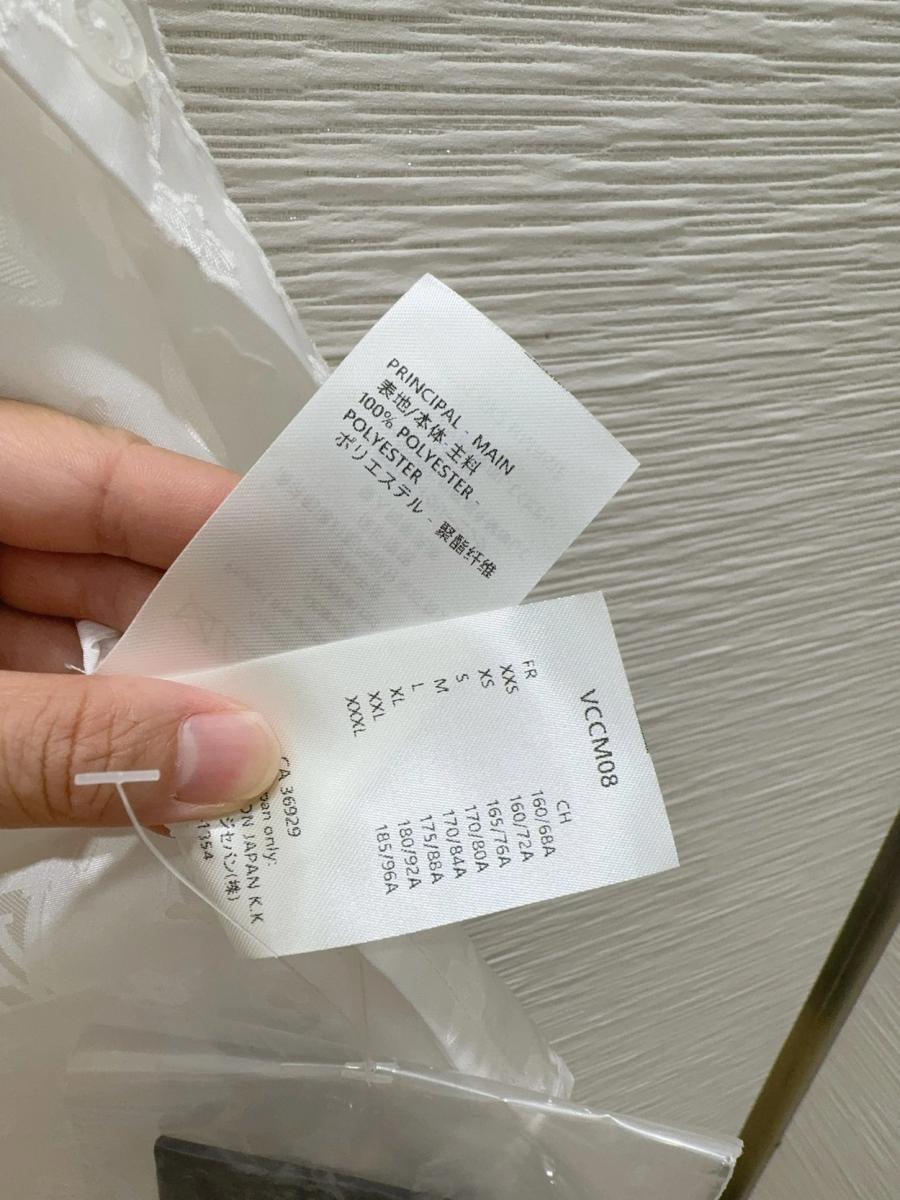 PRINCIPAL - MAIN
表地/本体-主料
100% POLYESTER -
POLYESTER
ポリエステル - 聚酯纤维
VCCM08
FR CH
XXS 160/68A
XS 160/72A
S 165/76A
M 170/80A
L 170/84A
XL 175/88A
XXL 180/92A
XXXL 185/96A
CA 36929
only:
JAPAN K.K